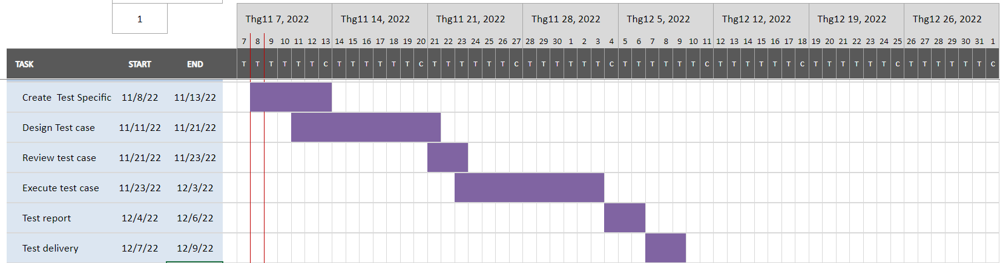 1
Thg11 7, 2022 Thg11 14, 2022 Thg11 21, 2022 Thg11 28, 2022 Thg12 5, 2022 Thg12 12, 2022 Thg12 19, 2022 Thg12 26, 2022
7 8 9 10 11 12 13 14 15 16 17 18 19 20 21 22 23 24 25 26 27 28 29 30 1 2 3 4 5 6 7 8 9 10 11 12 13 14 15 16 17 18 19 20 21 22 23 24 25 26 27 28 29 30 31 1
TASK START END T T T T T T C T T T T T T C T T T T T T C T T T T T T C T T T T T T C T T T T T T C T T T T T T C T T T T T T C
Create Test Specific 11/8/22 11/13/22
Design Test case 11/11/22 11/21/22
Review test case 11/21/22 11/23/22
Execute test case 11/23/22 12/3/22
Test report 12/4/22 12/6/22
Test delivery 12/7/22 12/9/22